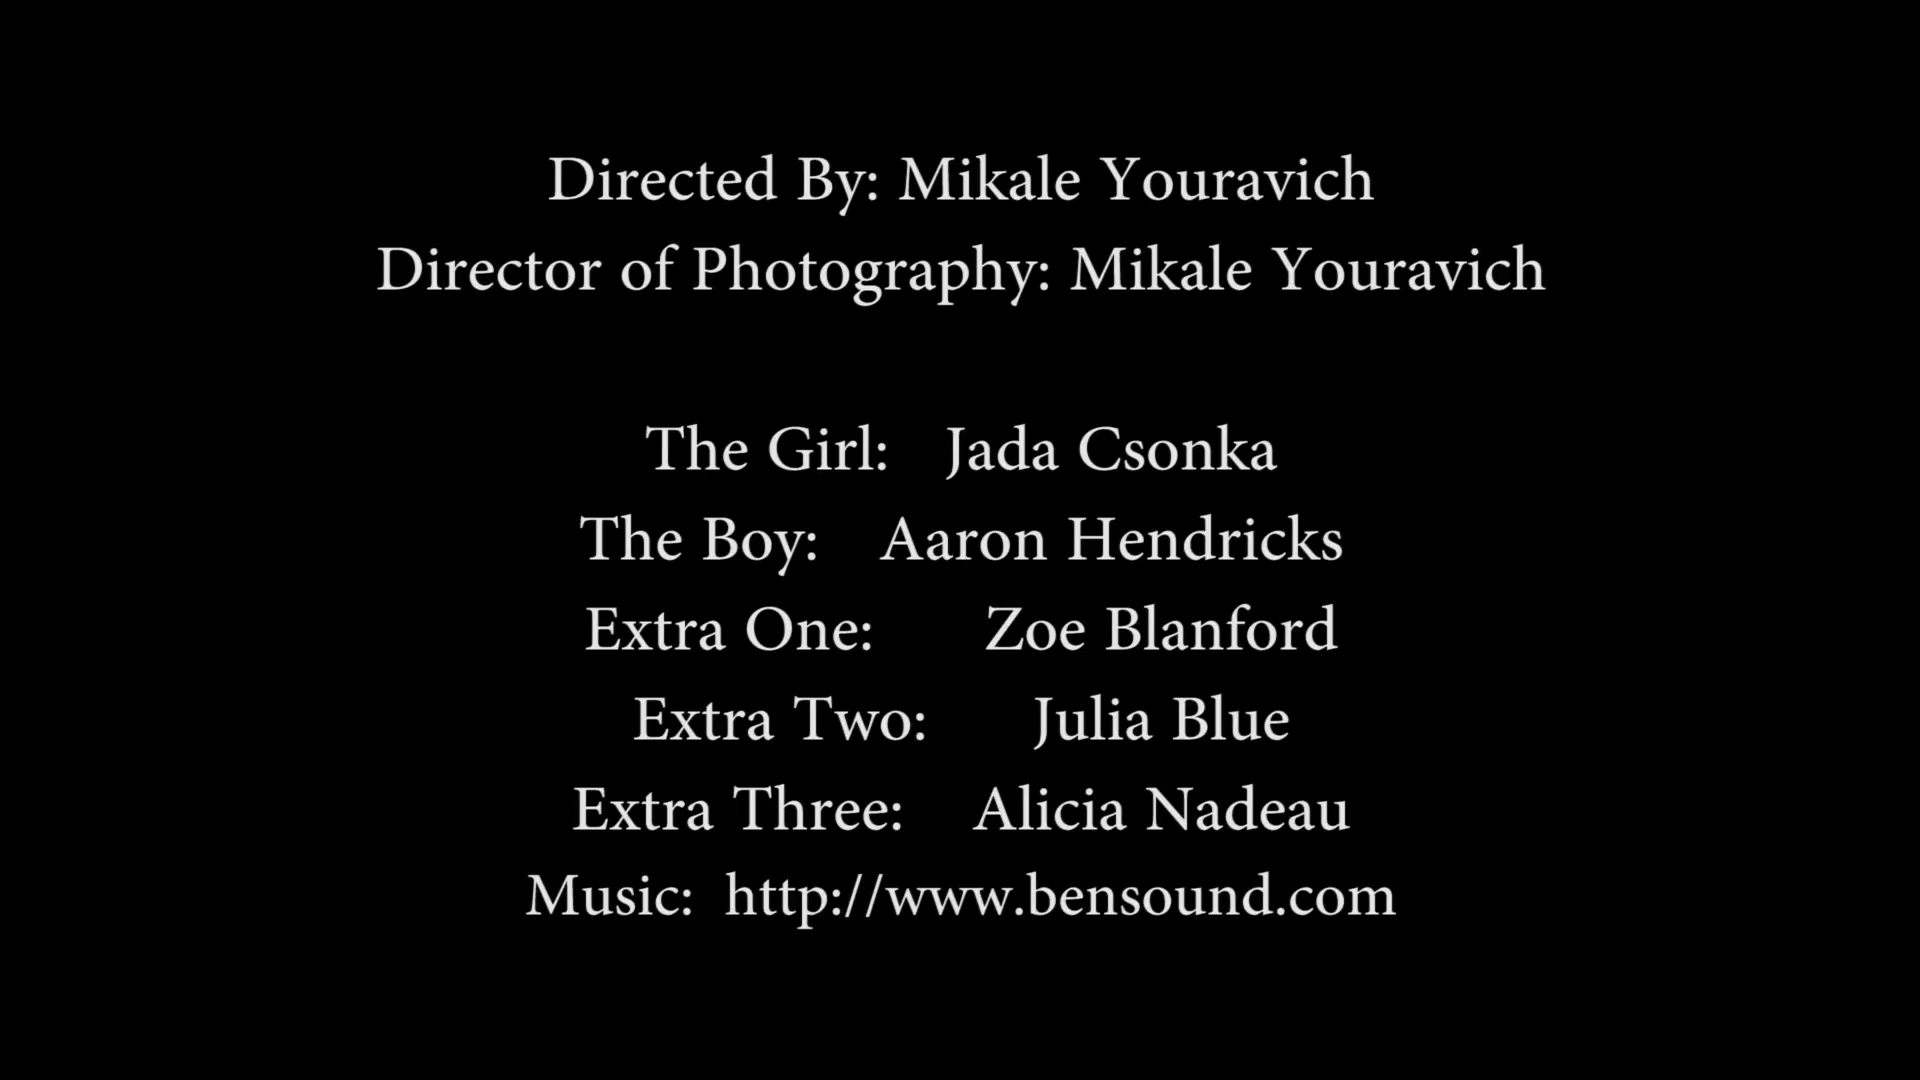 Directed By: Mikale Youravich
Director of Photography: Mikale Youravich
The Girl: Jada Csonka
The Boy: Aaron Hendricks
Extra One: Zoe Blanford
Extra Two: Julia Blue
Extra Three: Alicia Nadeau
Music: http://www.bensound.com